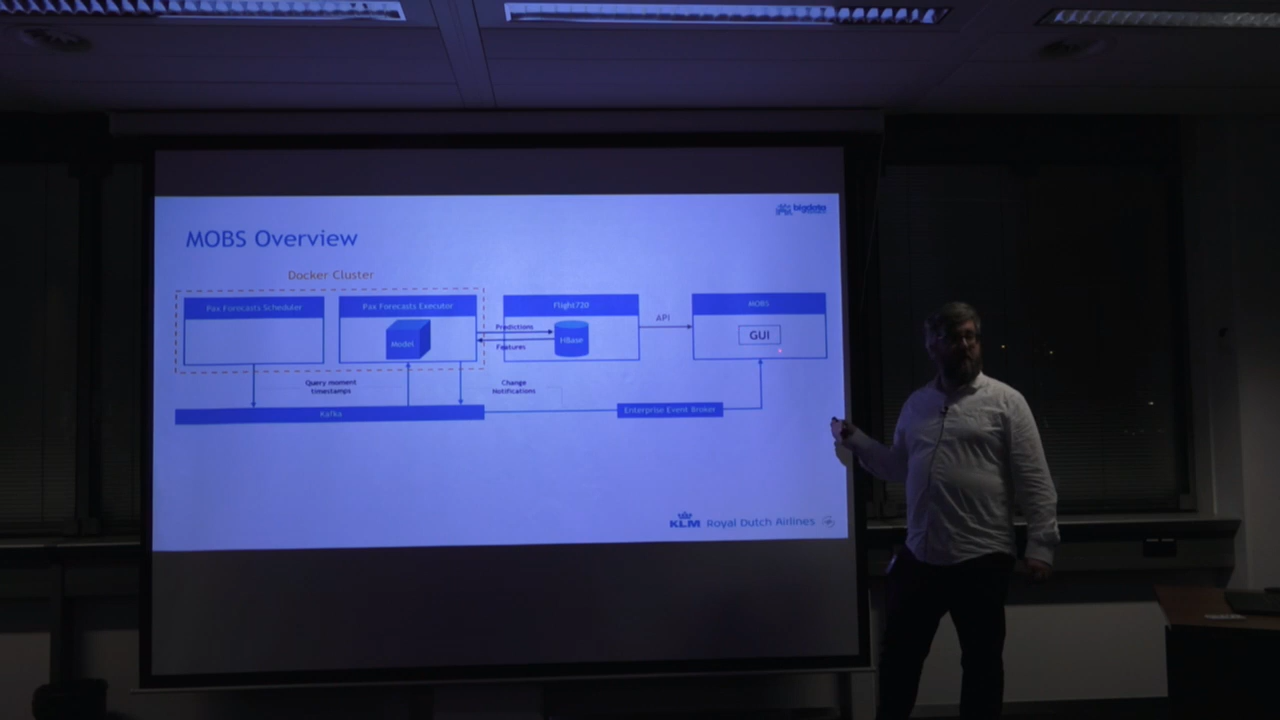 bigdata
MOBS Overview
Docker Cluster
Pax Forecasts Scheduler
Pax Forecasts Executor
Flight720
MOBS
Model
Predictions
Features
HBase
API
GUI
Query moment
timestamps
Change
Notifications
Kafka
Enterprise Event Broker
KLM Royal Dutch Airlines